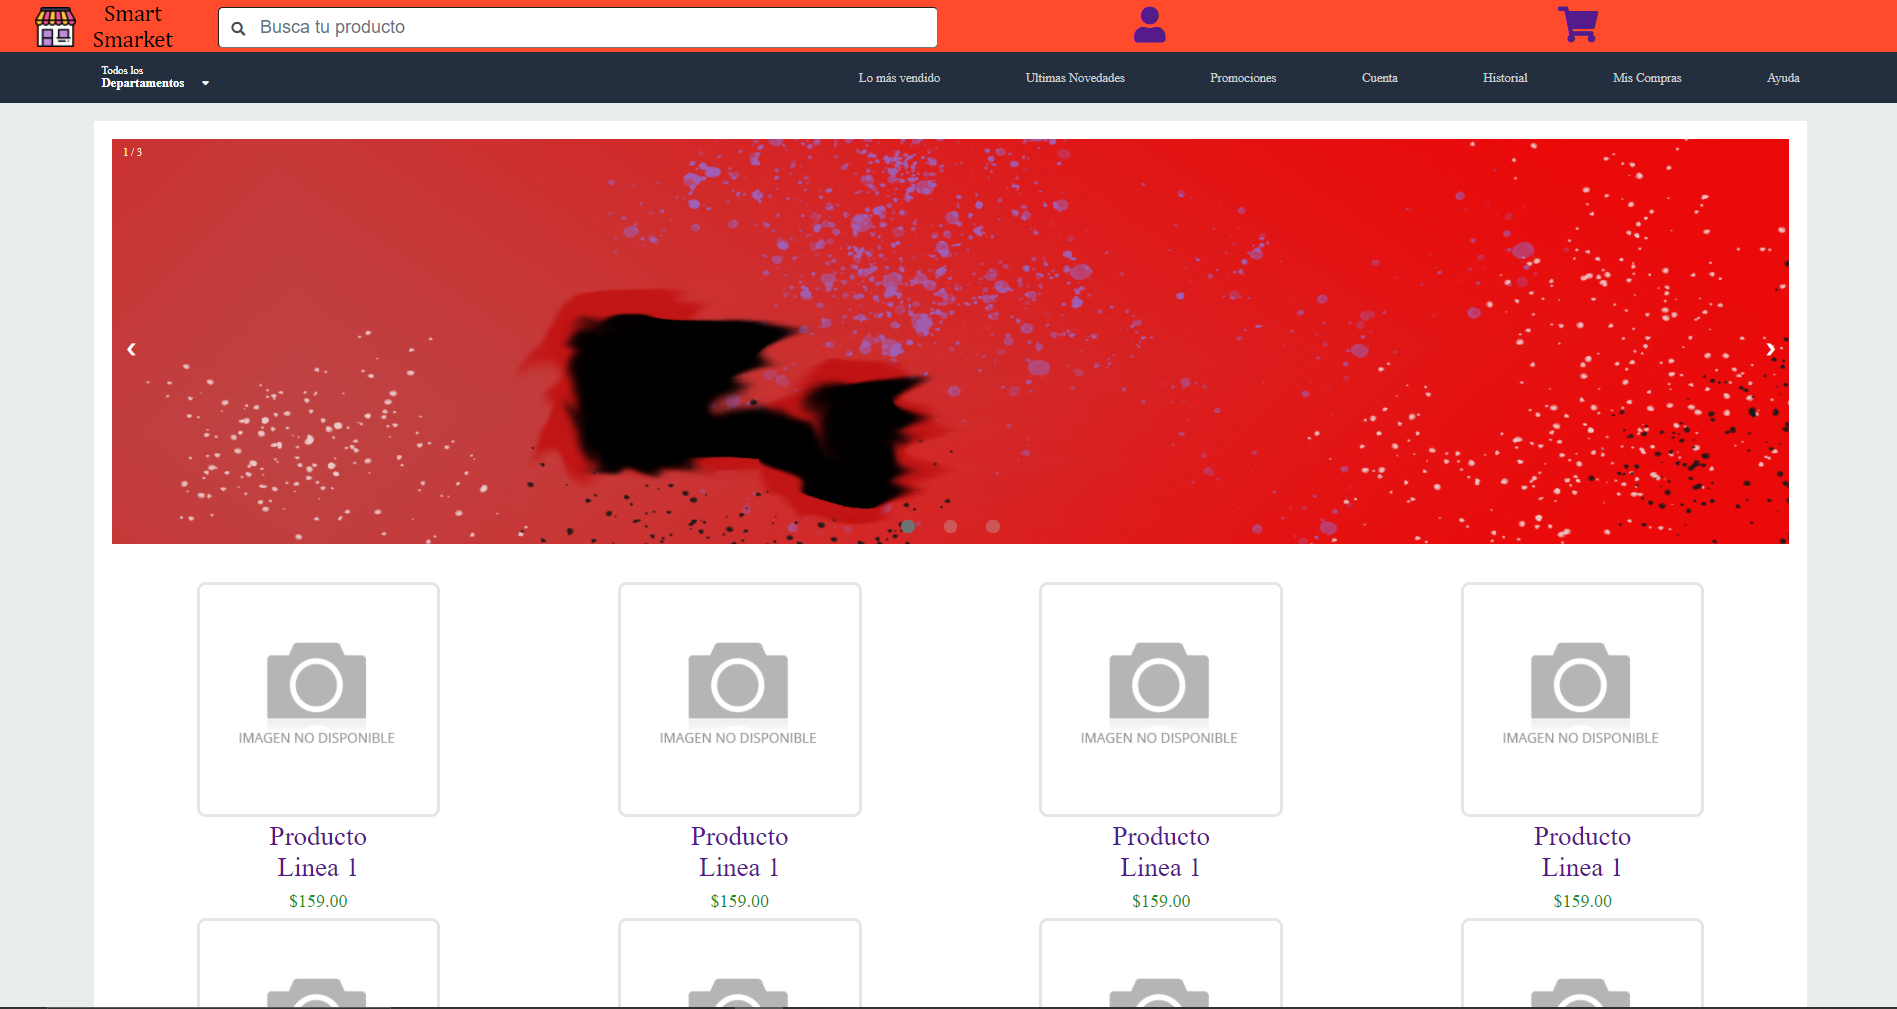 Smart
Smarket
Busca tu producto
Todos los
Departamentos
Lo más vendido
Ultimas Novedades
Promociones
Cuenta
Historial
Mis Compras
Ayuda
1 / 3
❮
❯
IMAGEN NO DISPONIBLE
IMAGEN NO DISPONIBLE
IMAGEN NO DISPONIBLE
IMAGEN NO DISPONIBLE
Producto
Linea 1
$159.00
Producto
Linea 1
$159.00
Producto
Linea 1
$159.00
Producto
Linea 1
$159.00